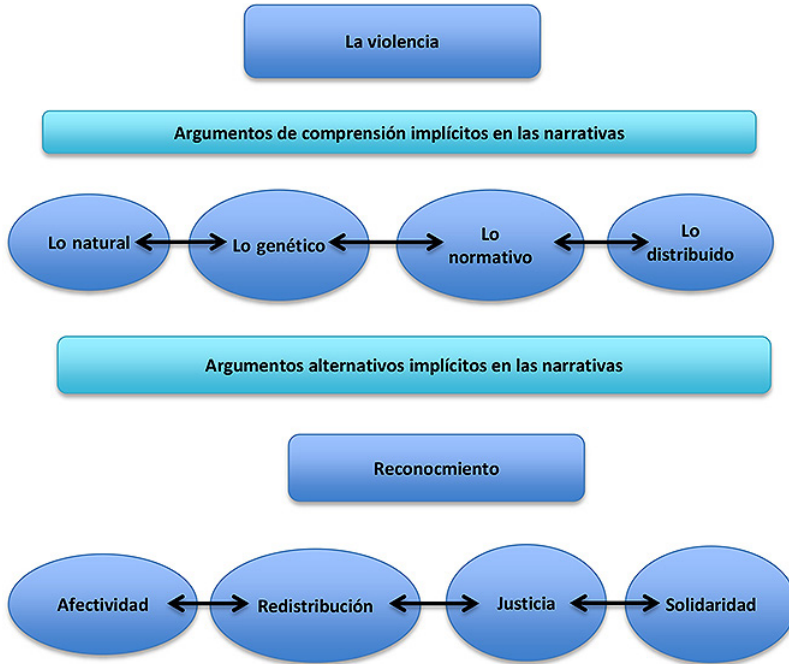 La violencia
Argumentos de comprensión implícitos en las narrativas
Lo natural
Lo genético
Lo
normativo
Lo
distribuido
Argumentos alternativos implícitos en las narrativas
Reconocmiento
Afectividad
Redistribución
Justicia
Solidaridad